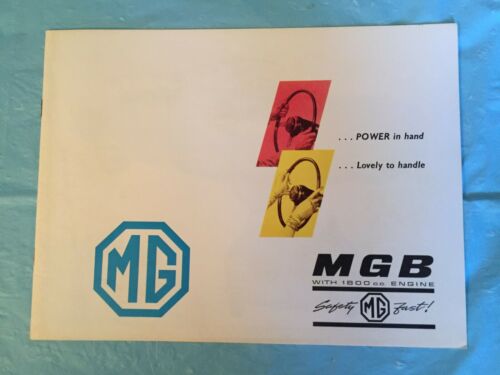 ... POWER in hand
... Lovely to handle
MG
MGB
WITH 1800 c.c. ENGINE
Safety MG fast!